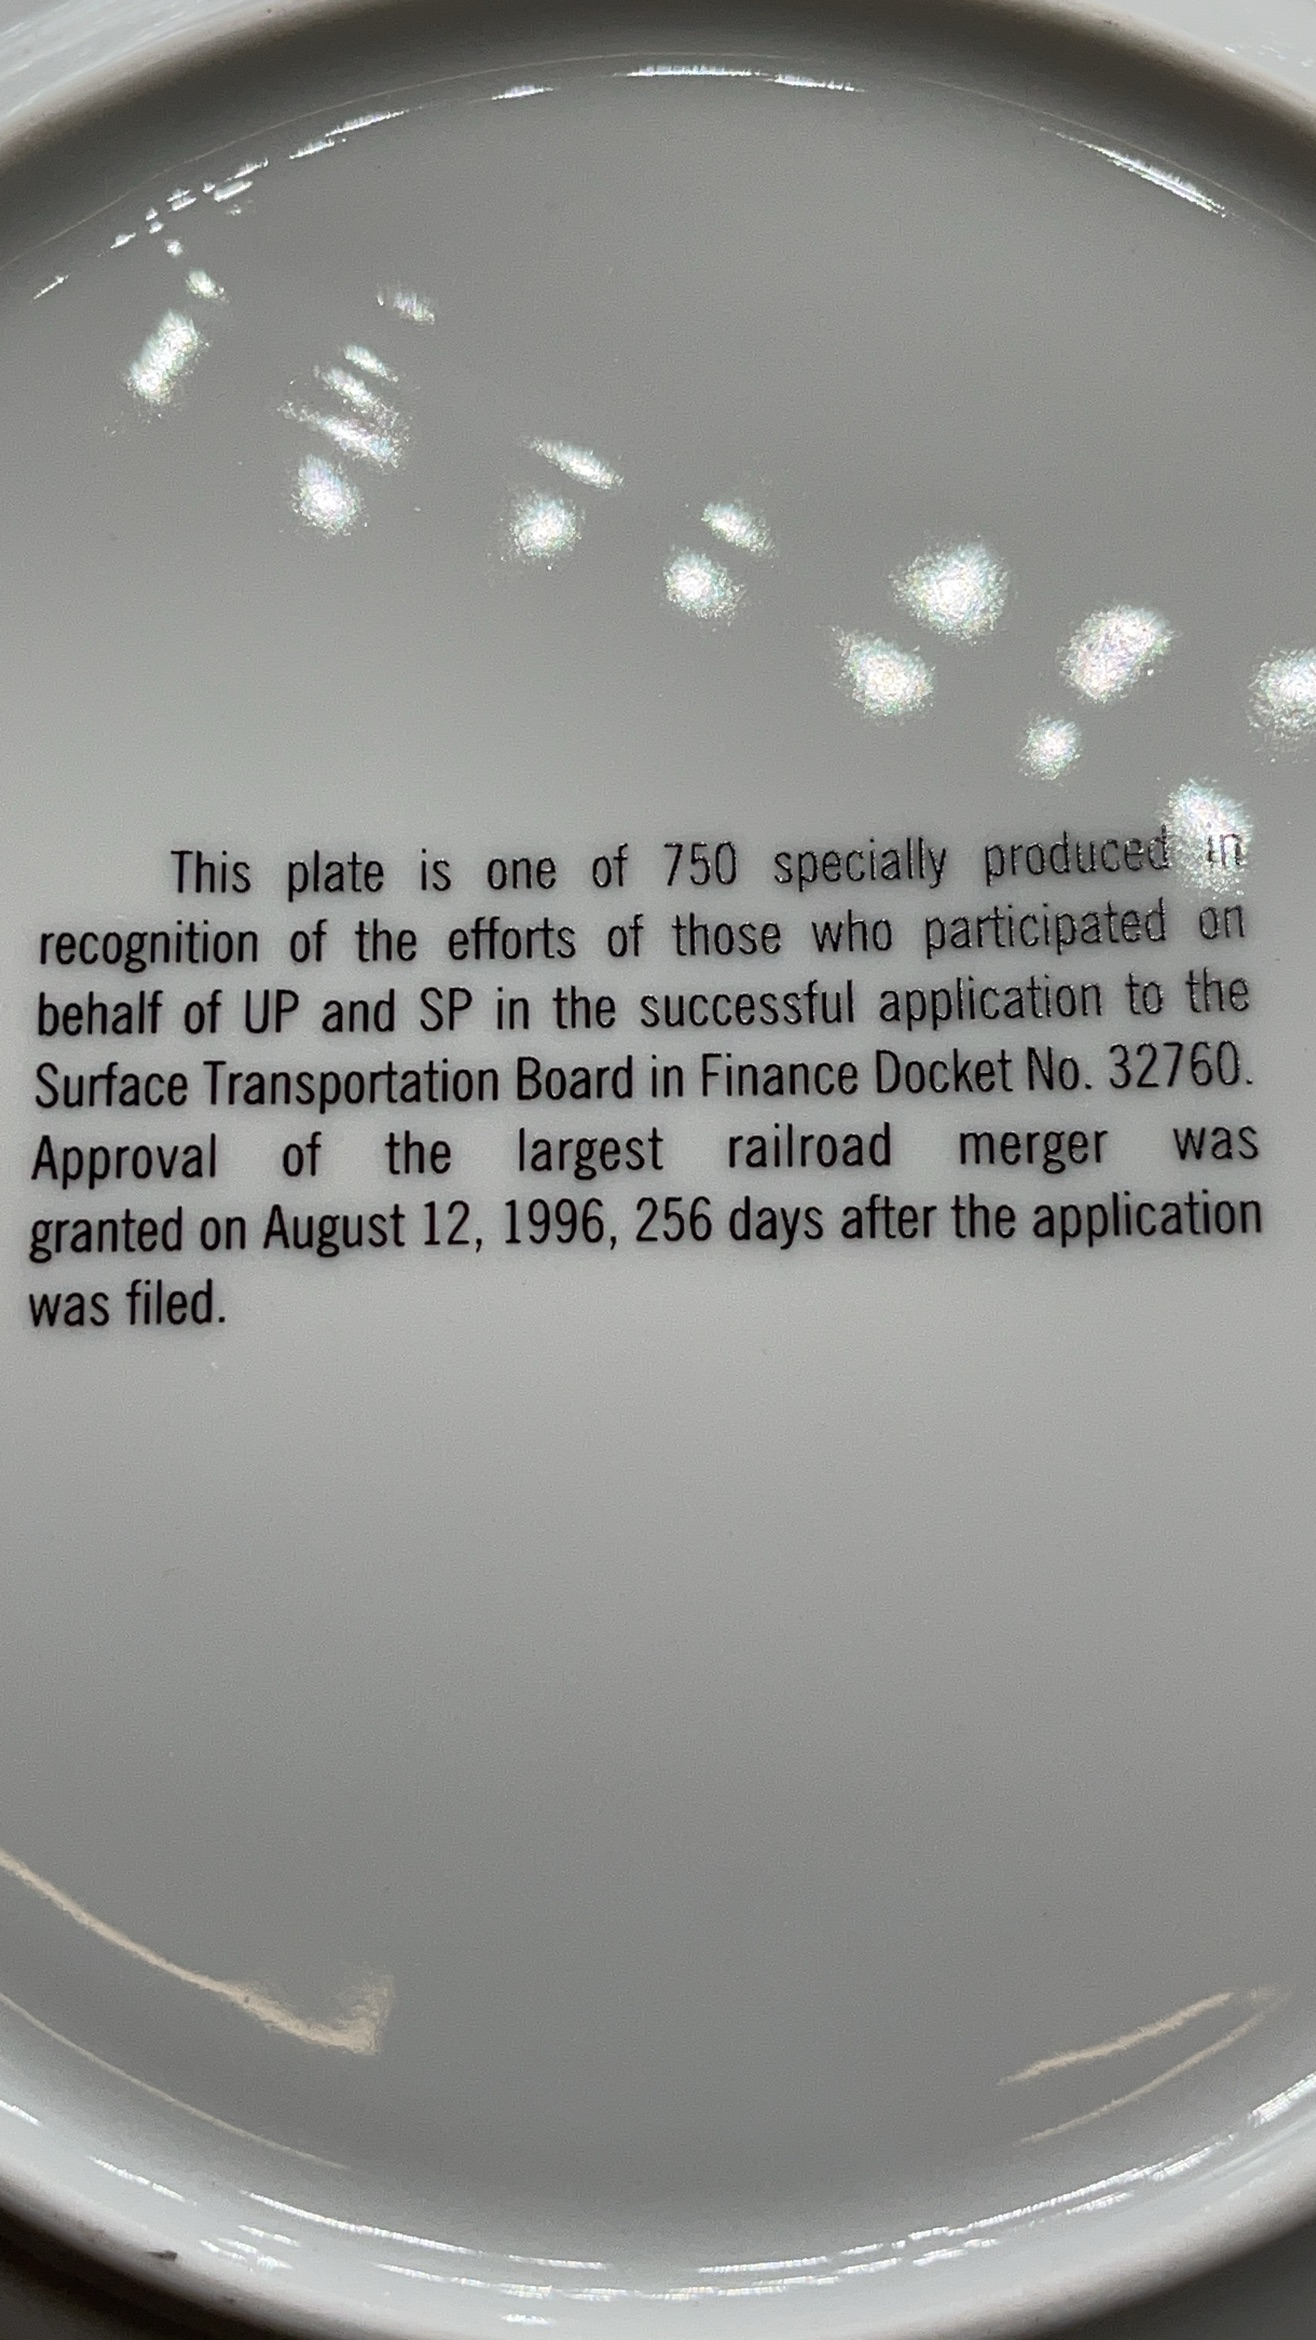 This plate is one of 750 specially produced in
recognition of the efforts of those who participated on
behalf of UP and SP in the successful application to the
Surface Transportation Board in Finance Docket No. 32760.
Approval of the largest railroad merger was
granted on August 12, 1996, 256 days after the application
was filed.